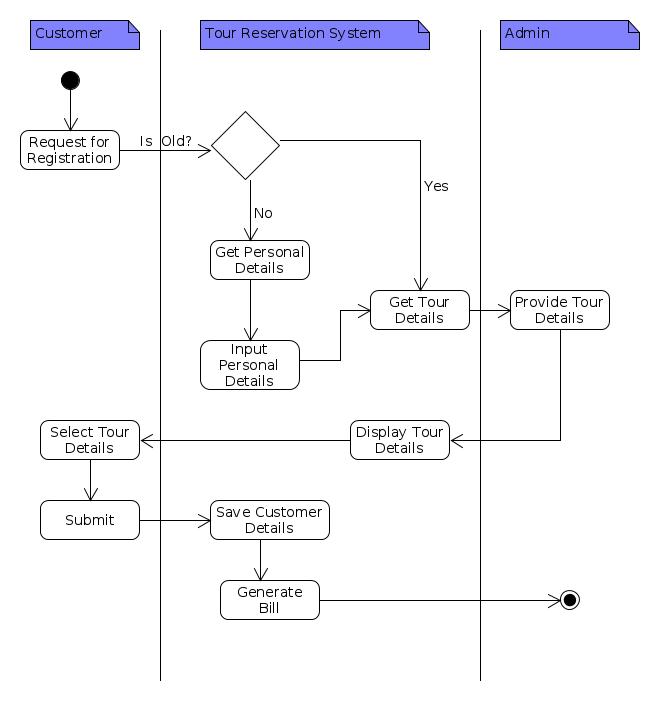 Customer
Tour Reservation System
Admin
Request for
Registration
Is Old?
Yes
No
Get Personal
Details
Input
Personal
Details
Get Tour
Details
Provide Tour
Details
Select Tour
Details
Display Tour
Details
Submit
Save Customer
Details
Generate
Bill